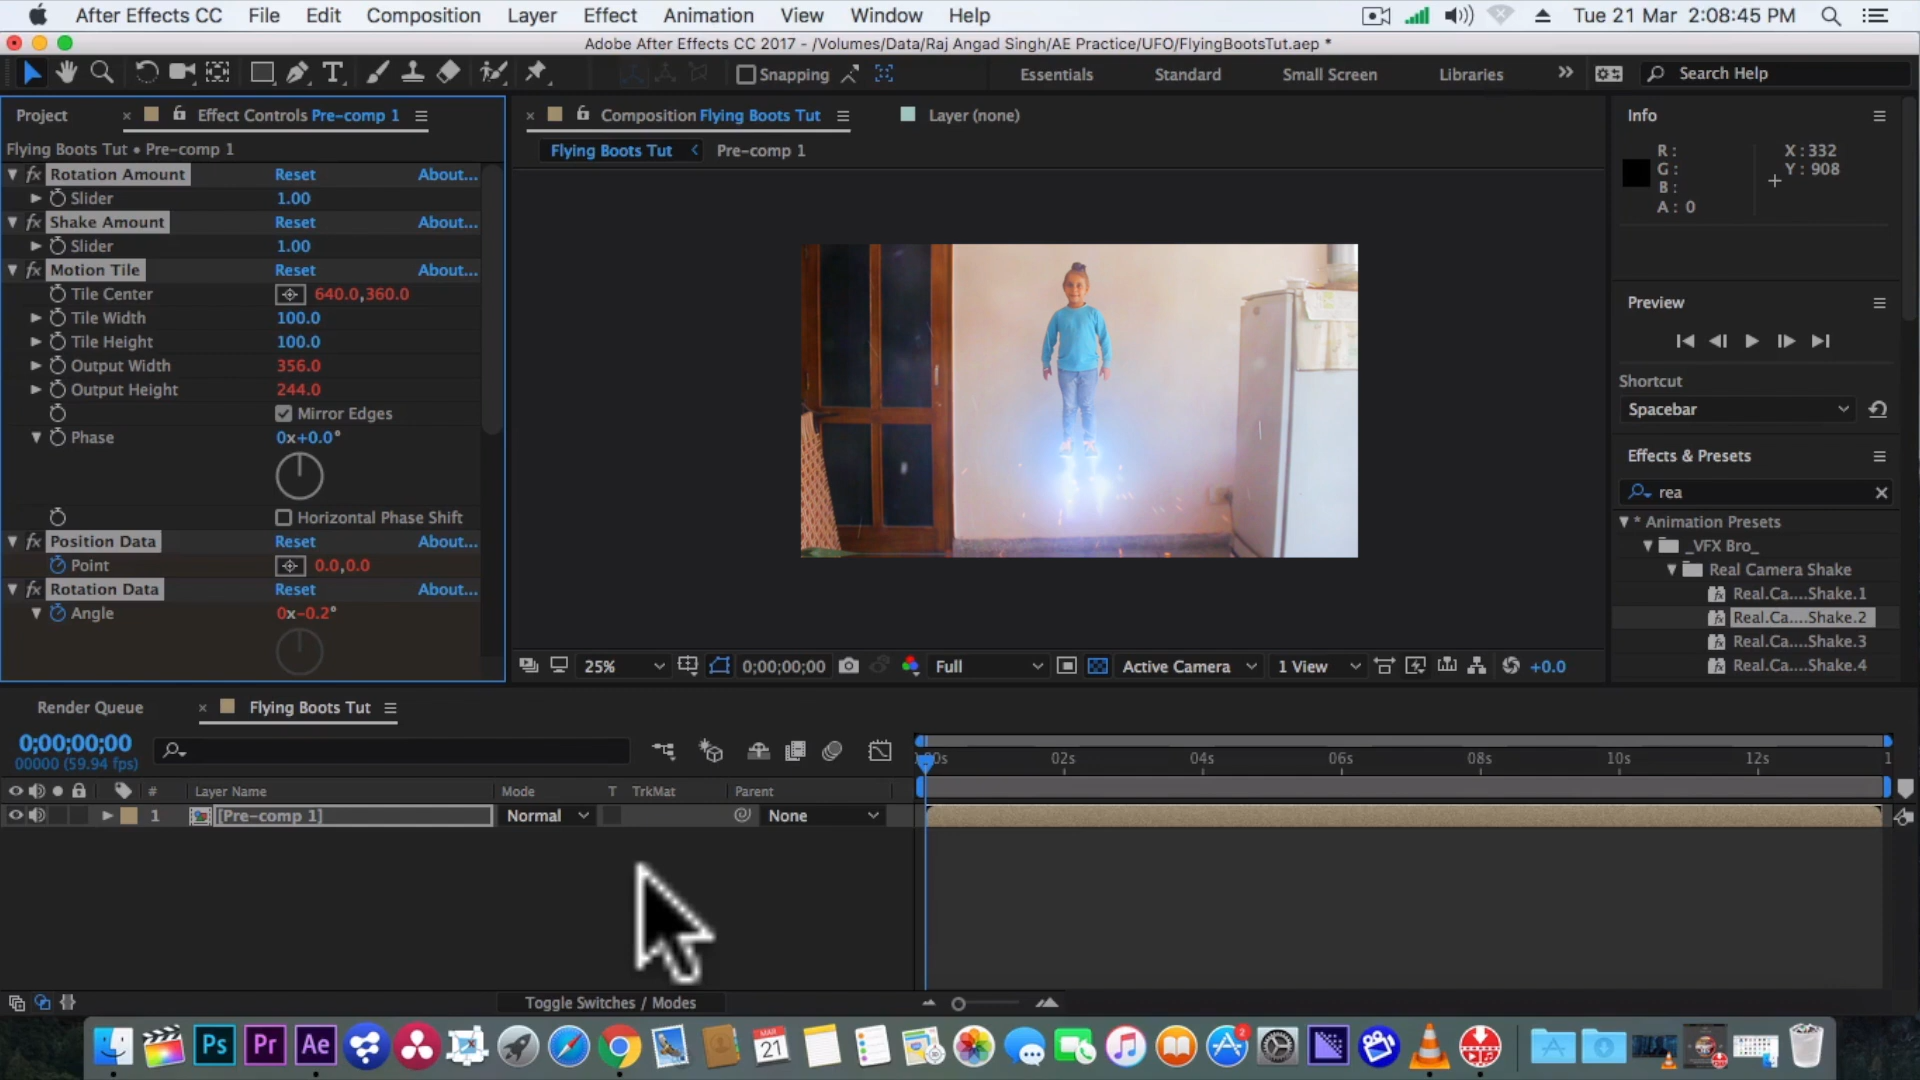 After Effects CC File Edit Composition Layer Effect Animation View Window Help Tue 21 Mar 2:08:45 PM
Adobe After Effects CC 2017 - /Volumes/Data/Raj Angad Singh/AE Practice/UFO/FlyingBootsTut.aep *
Snapping Essentials Standard Small Screen Libraries Search Help
Project Effect Controls Pre-comp 1
Flying Boots Tut • Pre-comp 1
fx Rotation Amount Reset About...
Slider 1.00
fx Shake Amount Reset About...
Slider 1.00
fx Motion Tile Reset About...
Tile Center 640.0,360.0
Tile Width 100.0
Tile Height 100.0
Output Width 356.0
Output Height 244.0
Mirror Edges
Phase 0x+0.0°
Horizontal Phase Shift
fx Position Data Reset About...
Point 0.0,0.0
fx Rotation Data Reset About...
Angle 0x-0.2°
Composition Flying Boots Tut Layer (none)
Flying Boots Tut Pre-comp 1
25% 0;00;00;00 Full Active Camera 1 View +0.0
Info
R : X : 332
G : Y : 908
B :
A : 0
Preview
Shortcut
Spacebar
Effects & Presets
rea
* Animation Presets
_VFX Bro_
Real Camera Shake
Real.Ca....Shake.1
Real.Ca....Shake.2
Real.Ca....Shake.3
Real.Ca....Shake.4
Render Queue Flying Boots Tut
0;00;00;00
00000 (59.94 fps)
02s 04s 06s 08s 10s 12s
# Layer Name Mode T TrkMat Parent
1 [Pre-comp 1] Normal None
Toggle Switches / Modes
Ps Pr Ae MAR 21 2